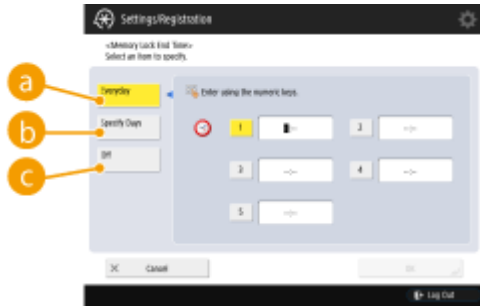 Settings/Registration
<Memory Lock End Time>
Select an item to specify.
a
Everyday
Enter using the numeric keys.
b
Specify Days
1
--:--
2
--:--
c
Off
3
--:--
4
--:--
5
--:--
Cancel
OK
Log Out